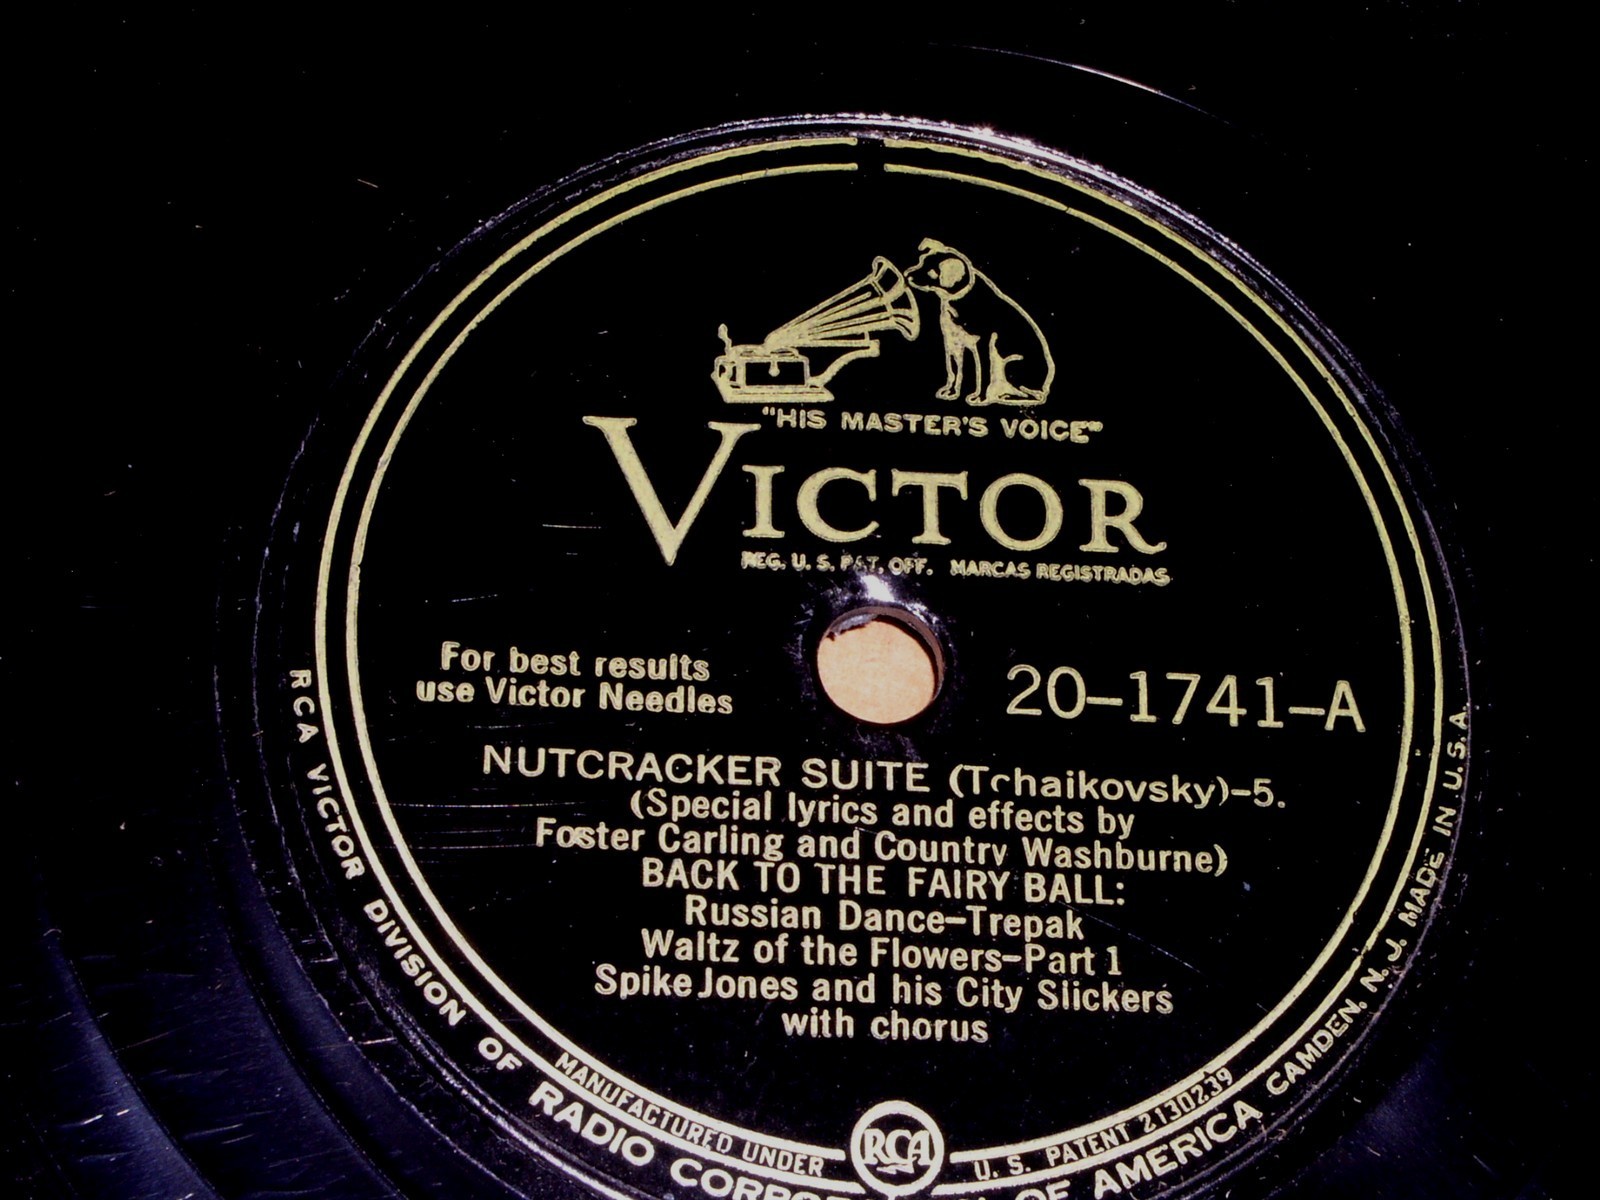 "HIS MASTER'S VOICE"
VICTOR
REG. U. S. PAT. OFF. MARCAS REGISTRADAS
For best results
use Victor Needles
20-1741-A
NUTCRACKER SUITE (Tchaikovsky)-5.
(Special lyrics and effects by
Foster Carling and Country Washburne)
BACK TO THE FAIRY BALL:
Russian Dance-Trepak
Waltz of the Flowers-Part 1
Spike Jones and his City Slickers
with chorus
MANUFACTURED UNDER RCA U. S. PATENT 2130239
RCA VICTOR DIVISION OF RADIO OF AMERICA CAMDEN, N. J. MADE IN U.S.A.